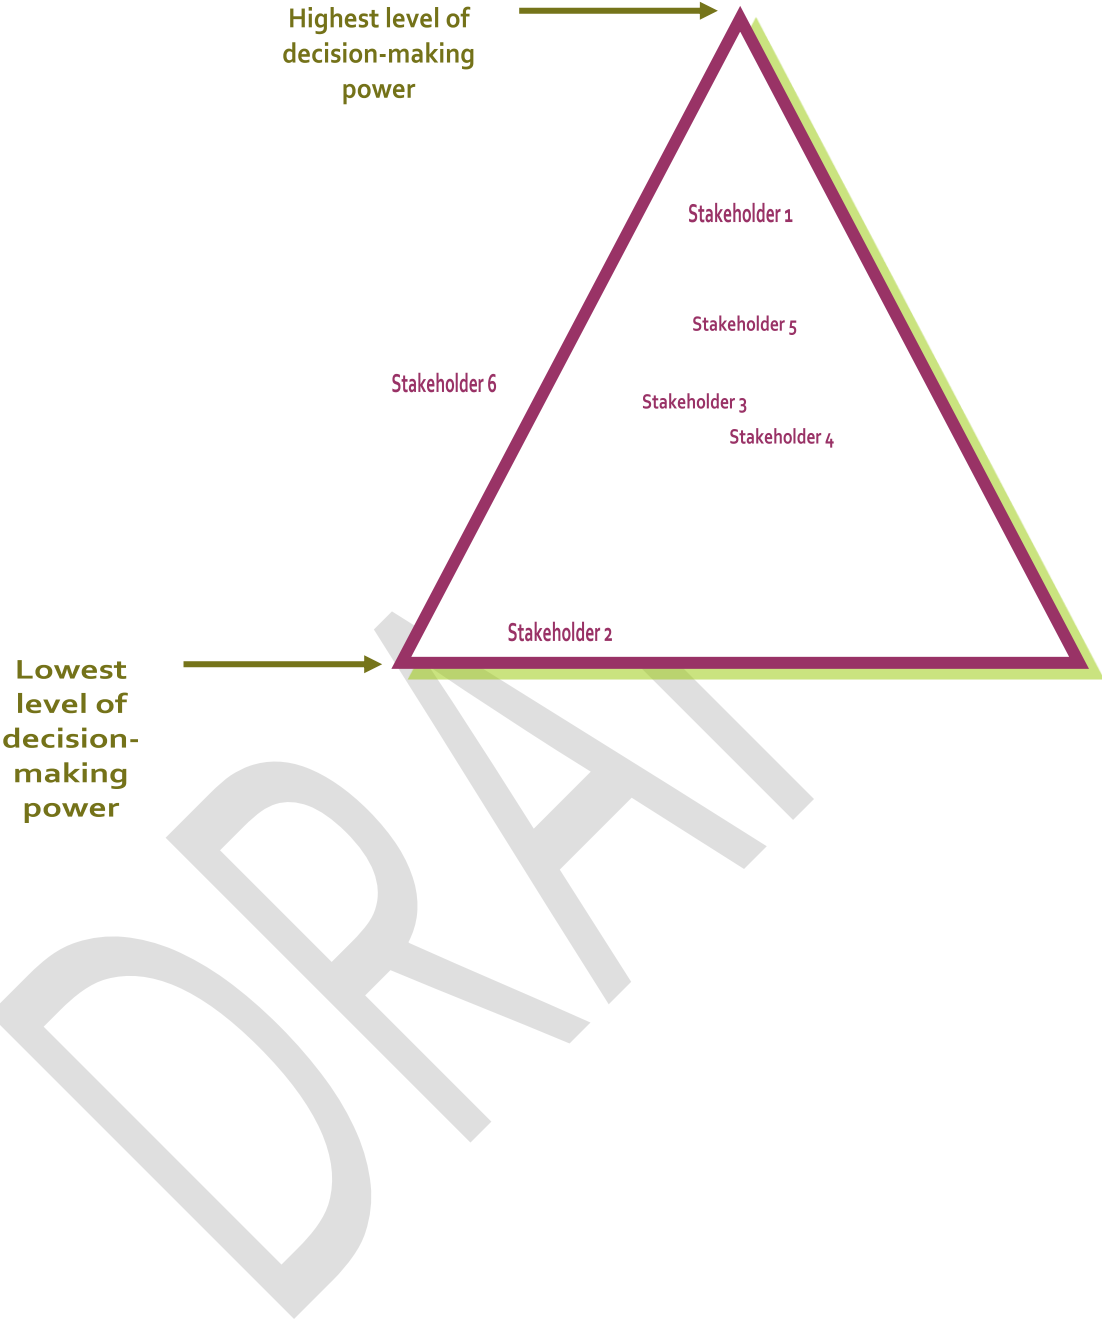 Highest level of
decision-making
power
Stakeholder 1
Stakeholder 5
Stakeholder 6
Stakeholder 3
Stakeholder 4
Stakeholder 2
Lowest
level of
decision-
making
power